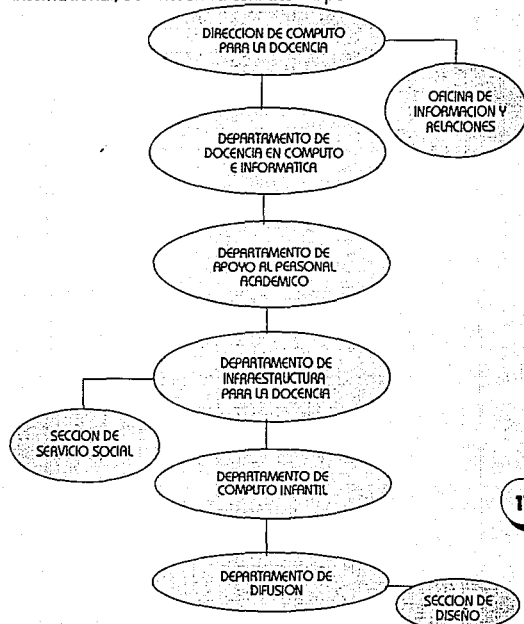 DIRECCION DE COMPUTO
PARA LA DOCENCIA
OFICINA DE
INFORMACION Y
RELACIONES
DEPARTAMENTO DE
DOCENCIA EN COMPUTO
E INFORMATICA
DEPARTAMENTO DE
APOYO AL PERSONAL
ACADEMICO
DEPARTAMENTO DE
INFRAESTRUCTURA
PARA LA DOCENCIA
SECCION DE
SERVICIO SOCIAL
DEPARTAMENTO DE
COMPUTO INFANTIL
DEPARTAMENTO DE
DIFUSION
SECCION DE
DISEÑO